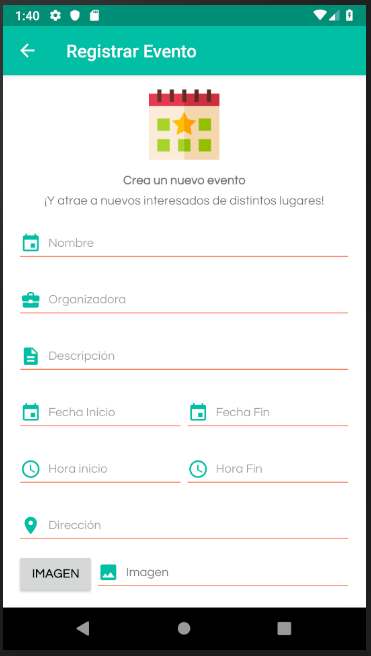 1:40
Registrar Evento
Crea un nuevo evento
¡Y atrae a nuevos interesados de distintos lugares!
Nombre
Organizadora
Descripción
Fecha Inicio Fecha Fin
Hora inicio Hora Fin
Dirección
IMAGEN Imagen